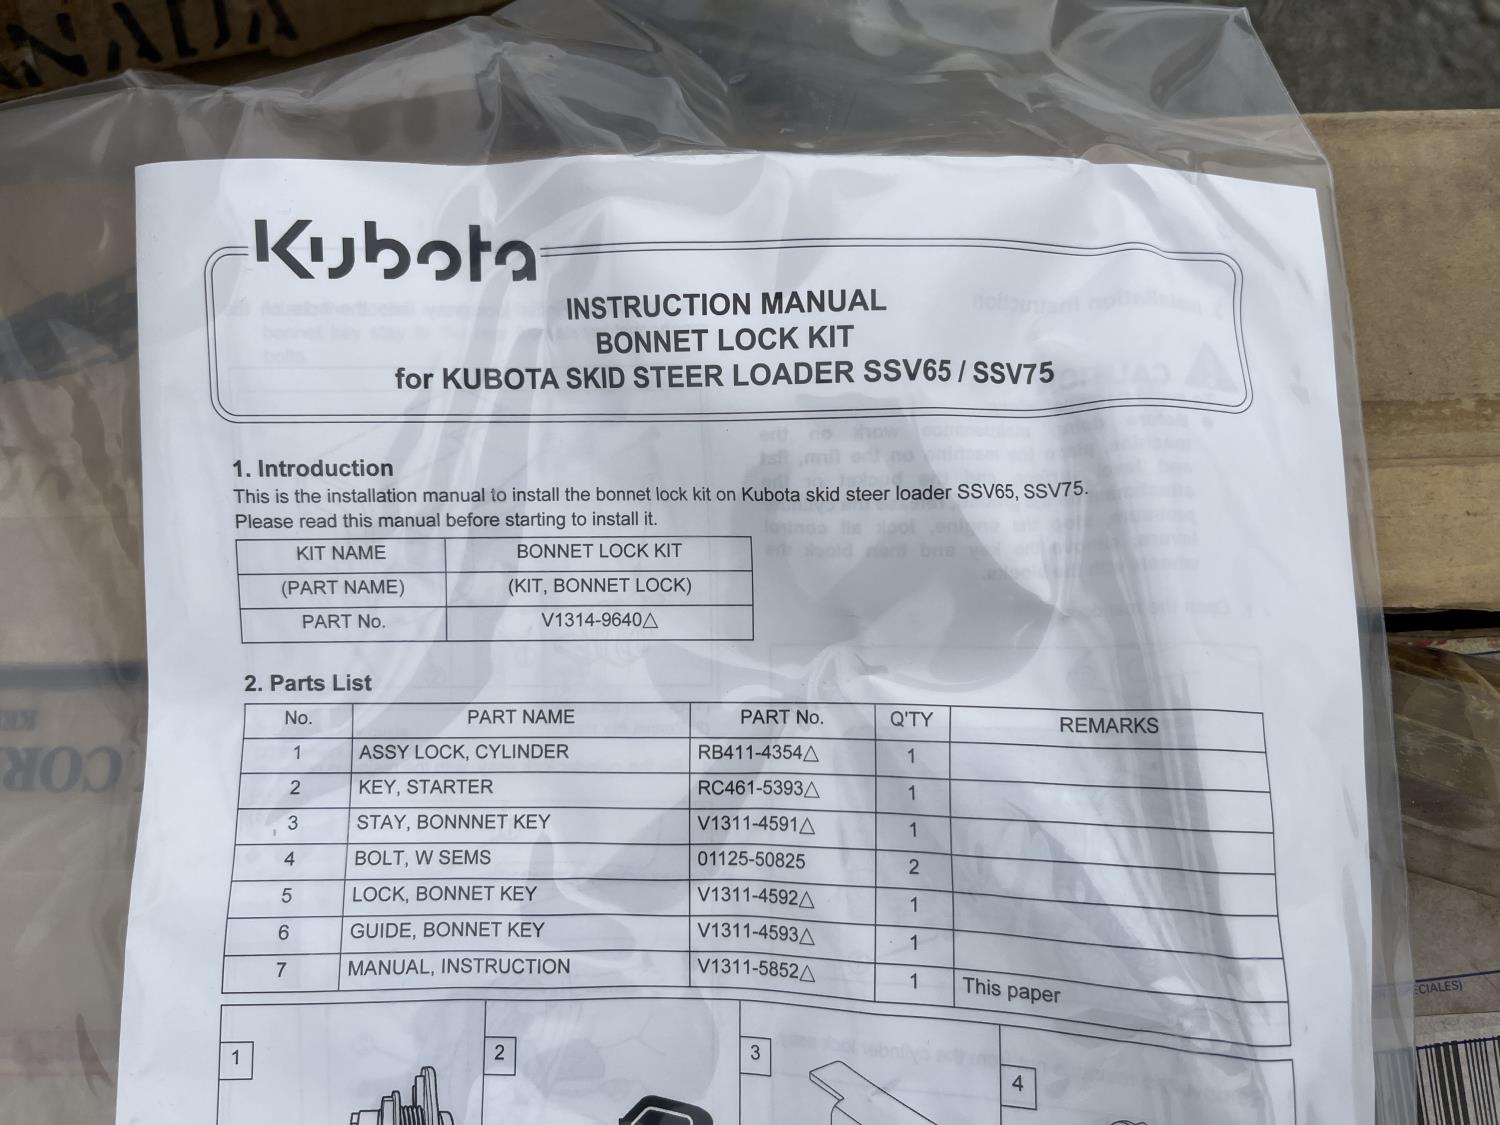 Kubota
INSTRUCTION MANUAL
BONNET LOCK KIT
for KUBOTA SKID STEER LOADER SSV65 / SSV75
1. Introduction
This is the installation manual to install the bonnet lock kit on Kubota skid steer loader SSV65, SSV75.
Please read this manual before starting to install it.
KIT NAME BONNET LOCK KIT
(PART NAME) (KIT, BONNET LOCK)
PART No. V1314-9640△
2. Parts List
No. PART NAME PART No. Q'TY REMARKS
1 ASSY LOCK, CYLINDER RB411-4354△ 1
2 KEY, STARTER RC461-5393△ 1
3 STAY, BONNNET KEY V1311-4591△ 1
4 BOLT, W SEMS 01125-50825 2
5 LOCK, BONNET KEY V1311-4592△ 1
6 GUIDE, BONNET KEY V1311-4593△ 1
7 MANUAL, INSTRUCTION V1311-5852△ 1 This paper
1
2
3
4